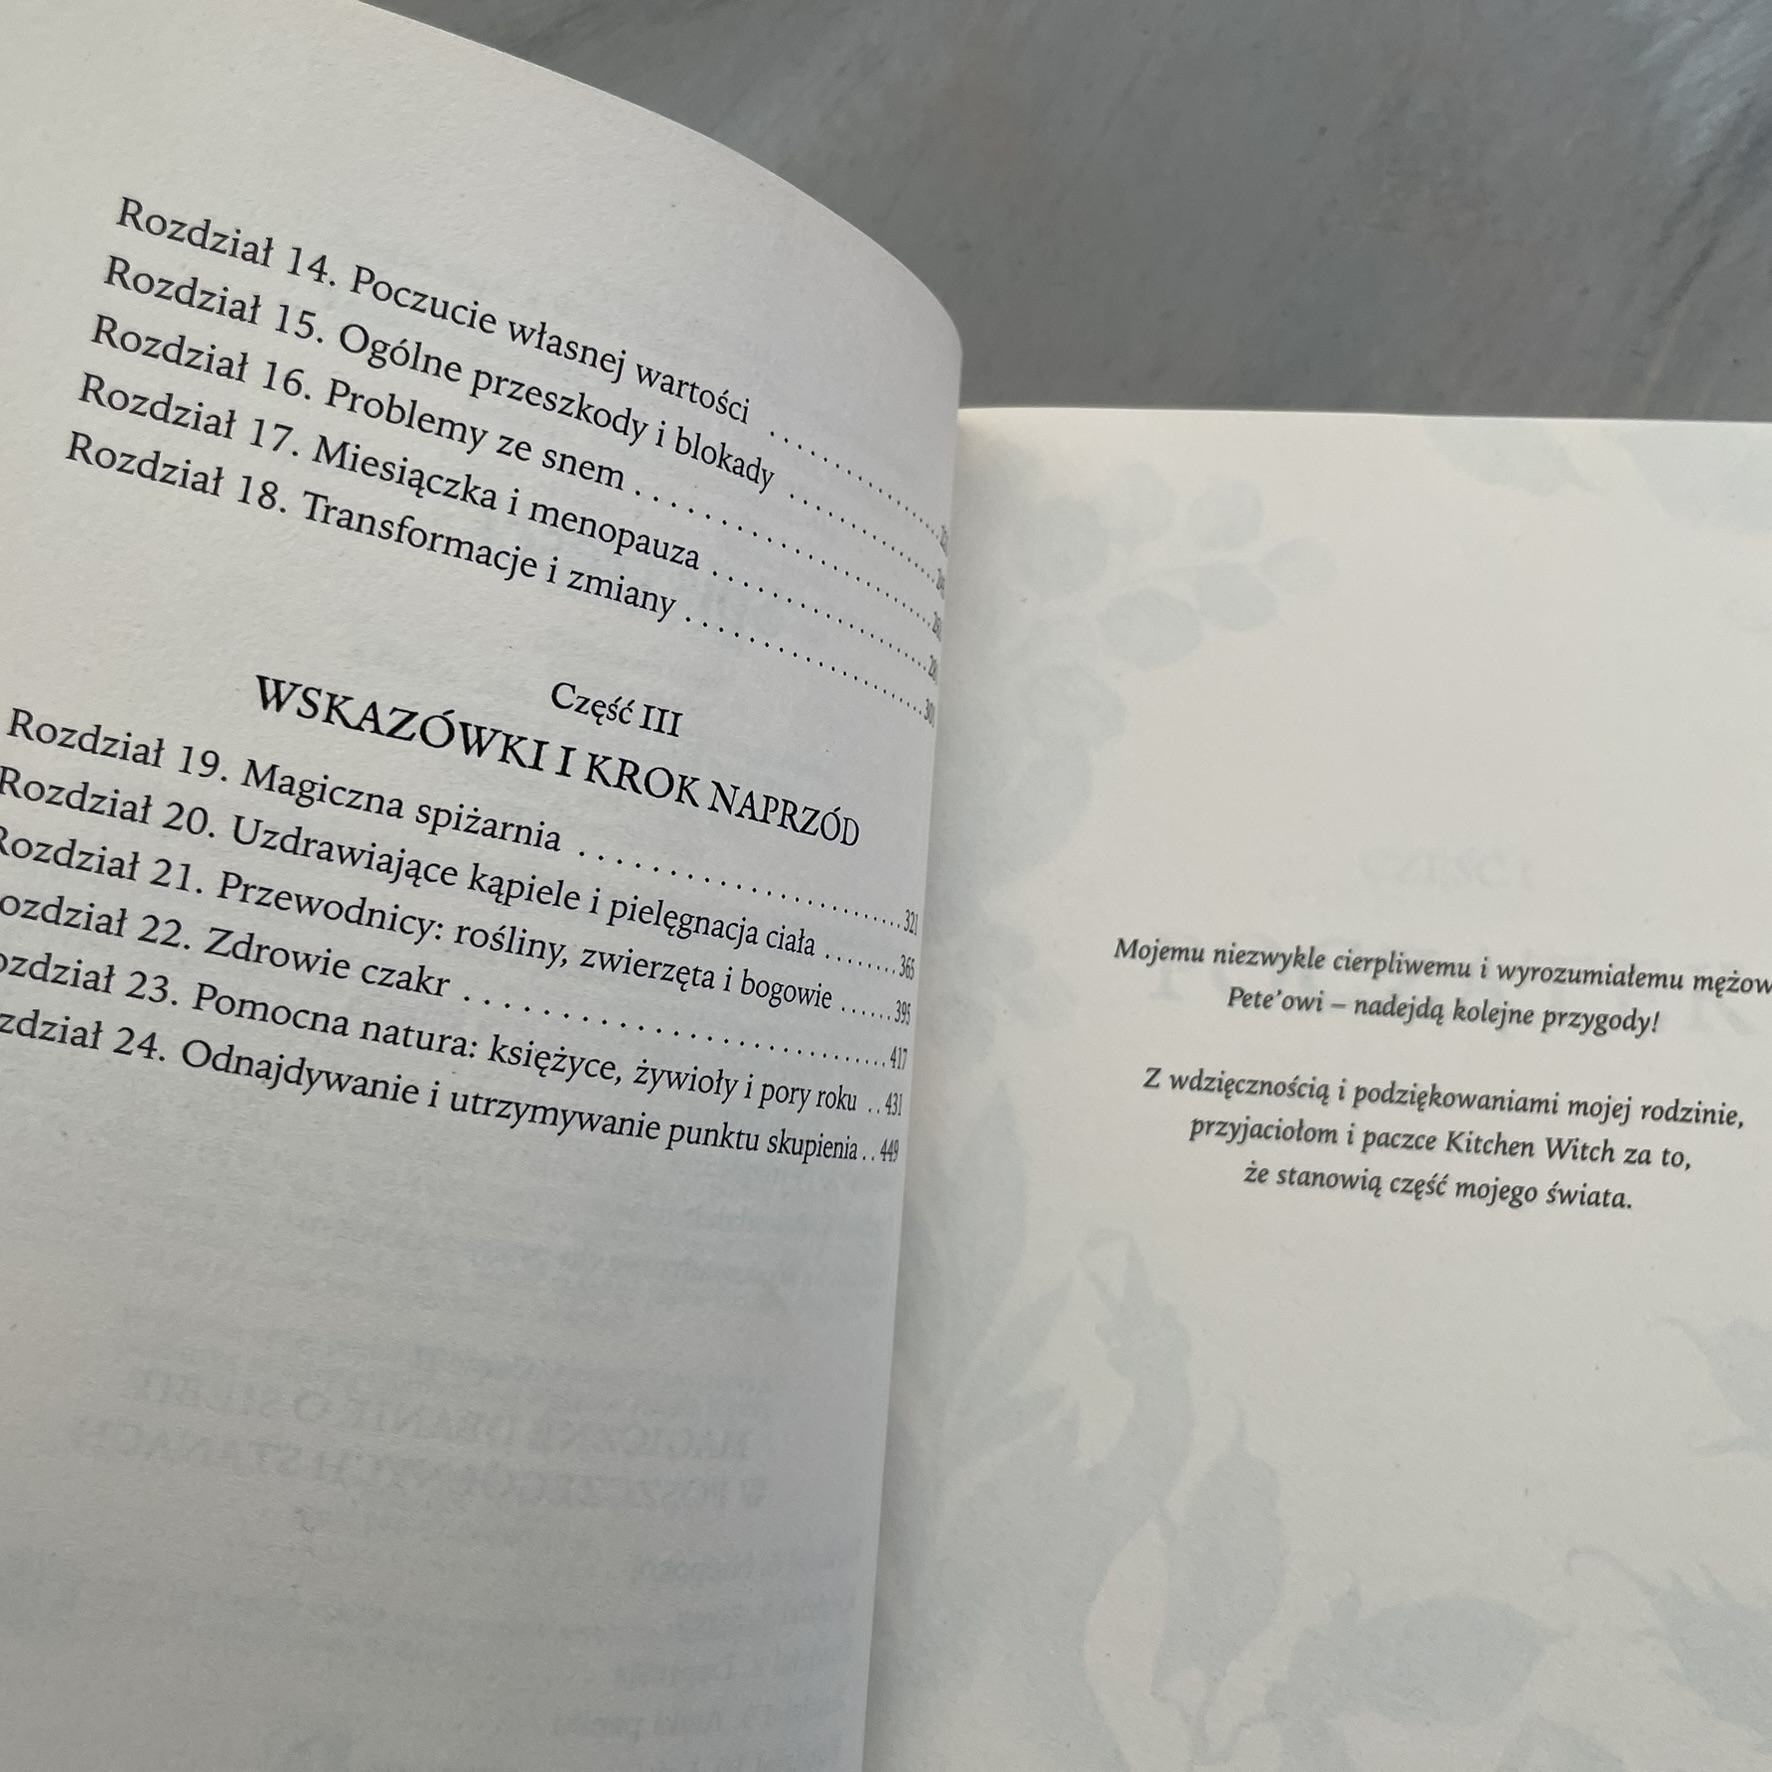 Rozdział 14. Poczucie własnej wartości
Rozdział 15. Ogólne przeszkody i blokady
Rozdział 16. Problemy ze snem
Rozdział 17. Miesiączka i menopauza
Rozdział 18. Transformacje i zmiany
Część III
WSKAZÓWKI I KROK NAPRZÓD
Rozdział 19. Magiczna spiżarnia . . . . . . . . . . . . . . . . . . . . . . . . . . . 321
Rozdział 20. Uzdrawiające kąpiele i pielęgnacja ciała . . . . . . . . 365
Rozdział 21. Przewodnicy: rośliny, zwierzęta i bogowie . . . . . . 395
ozdział 22. Zdrowie czakr . . . . . . . . . . . . . . . . . . . . . . . . . . . . . . . 417
ozdział 23. Pomocna natura: księżyce, żywioły i pory roku . . 431
zdział 24. Odnajdywanie i utrzymywanie punktu skupienia . . 449
Mojemu niezwykle cierpliwemu i wyrozumiałemu mężow
Pete'owi – nadejdą kolejne przygody!
Z wdzięcznością i podziękowaniami mojej rodzinie,
przyjaciołom i paczce Kitchen Witch za to,
że stanowią część mojego świata.